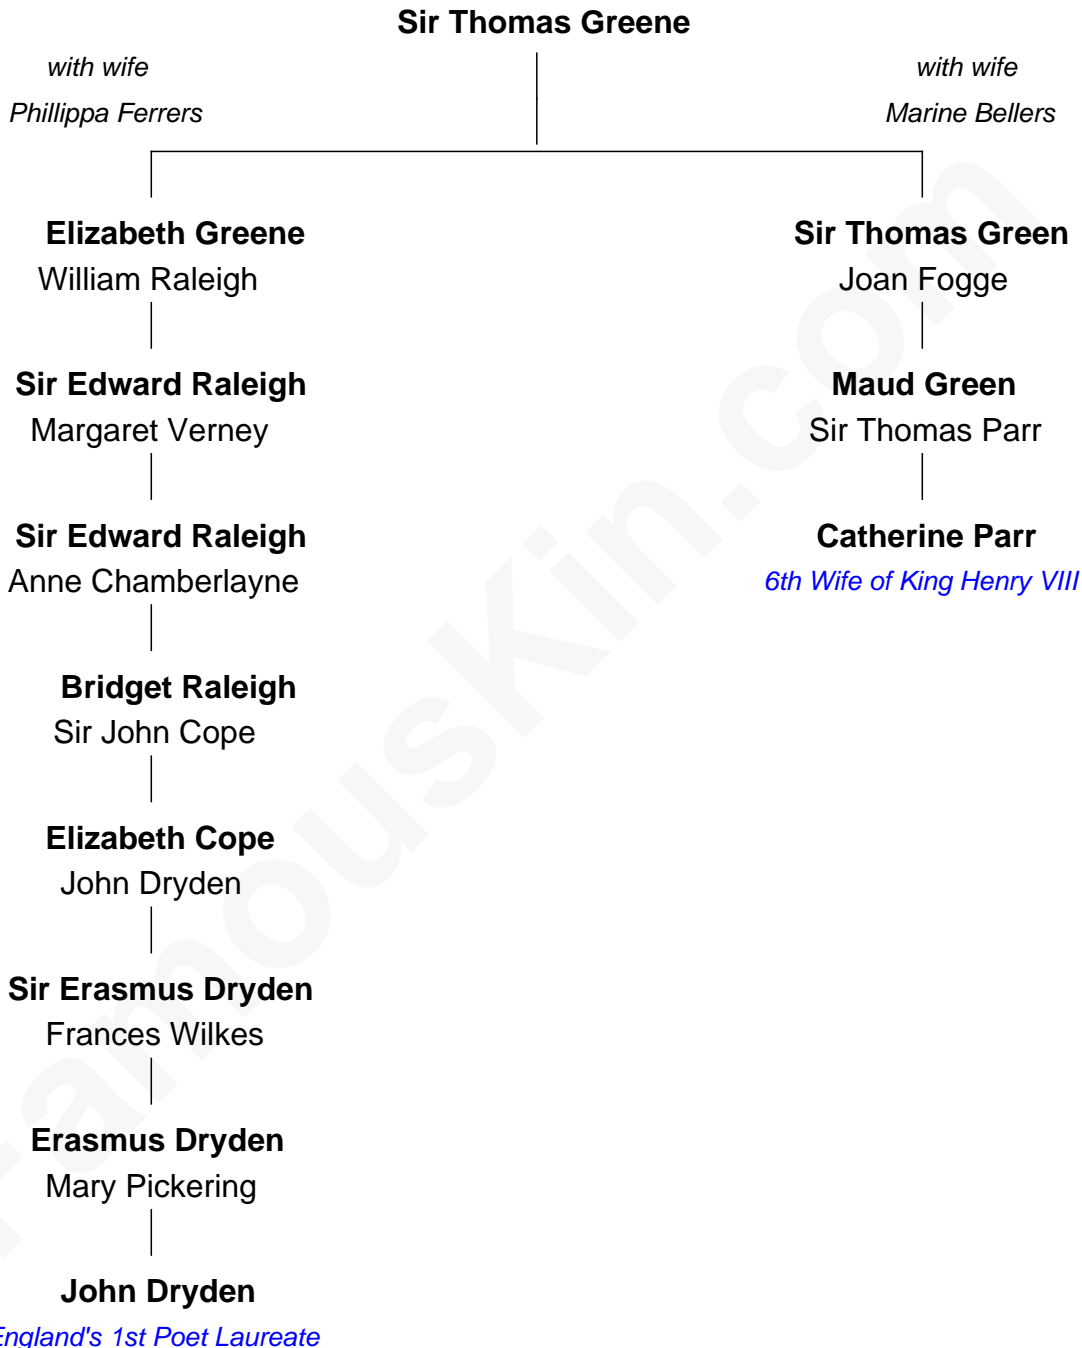 Sir Thomas Greene
with wife
Phillippa Ferrers
with wife
Marine Bellers
Elizabeth Greene
William Raleigh
Sir Thomas Green
Joan Fogge
Sir Edward Raleigh
Margaret Verney
Maud Green
Sir Thomas Parr
Sir Edward Raleigh
Anne Chamberlayne
Catherine Parr
6th Wife of King Henry VIII
Bridget Raleigh
Sir John Cope
Elizabeth Cope
John Dryden
Sir Erasmus Dryden
Frances Wilkes
Erasmus Dryden
Mary Pickering
John Dryden
England's 1st Poet Laureate
FamousKin.com